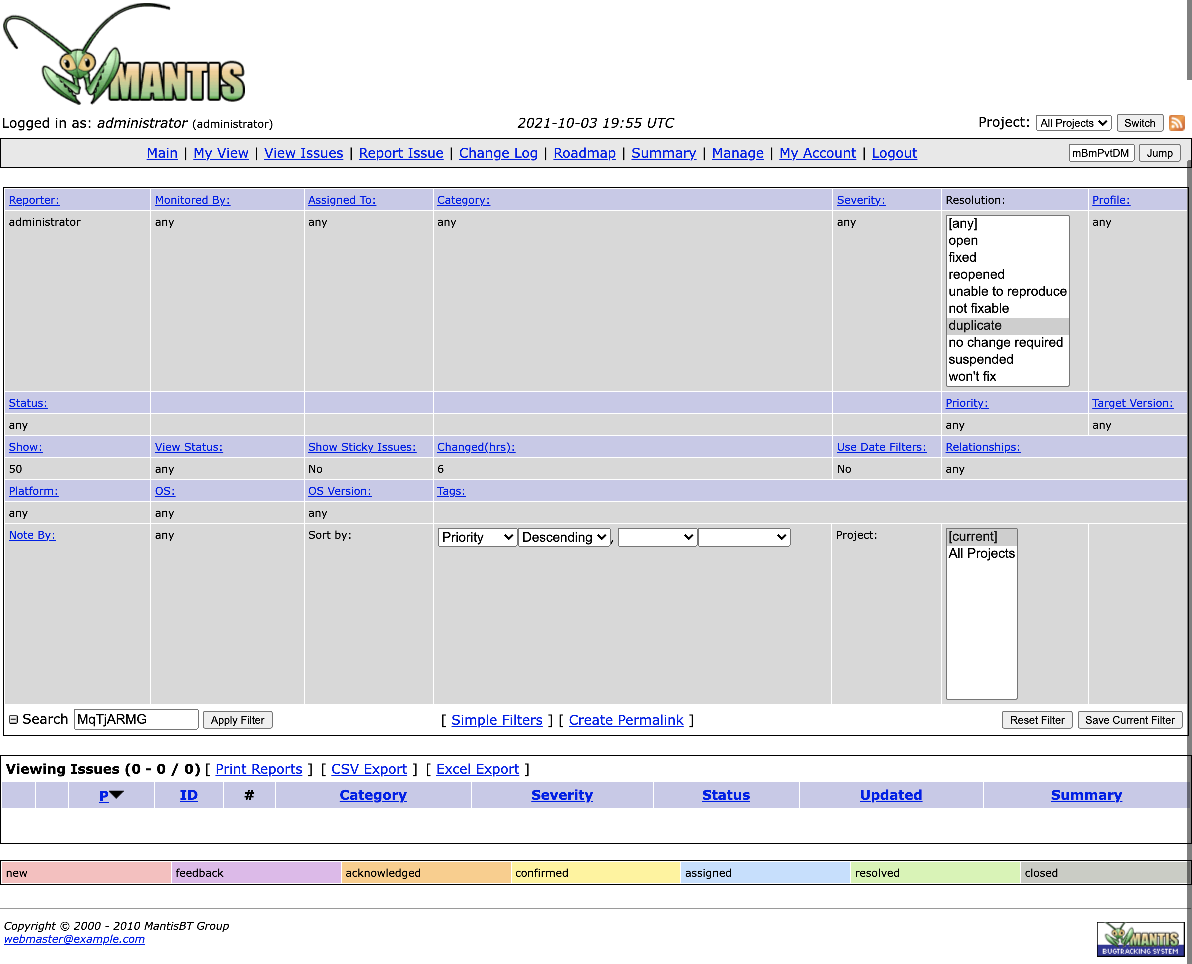 MANTIS
Logged in as: administrator (administrator)
2021-10-03 19:55 UTC
Project: All Projects Switch
Main | My View | View Issues | Report Issue | Change Log | Roadmap | Summary | Manage | My Account | Logout
mBmPvtDM Jump
Reporter: Monitored By: Assigned To: Category: Severity: Resolution: Profile:
administrator any any any any any
[any]
open
fixed
reopened
unable to reproduce
not fixable
duplicate
no change required
suspended
won't fix
Status: Priority: Target Version:
any any any
Show: View Status: Show Sticky Issues: Changed(hrs): Use Date Filters: Relationships:
50 any No 6 No any
Platform: OS: OS Version: Tags:
any any any
Note By: any Sort by: Priority Descending , Project:
[current]
All Projects
Search MqTjARMG Apply Filter [ Simple Filters ] [ Create Permalink ] Reset Filter Save Current Filter
Viewing Issues (0 - 0 / 0) [ Print Reports ] [ CSV Export ] [ Excel Export ]
P ID # Category Severity Status Updated Summary
new feedback acknowledged confirmed assigned resolved closed
Copyright © 2000 - 2010 MantisBT Group
webmaster@example.com
MANTIS
BUGTRACKING SYSTEM